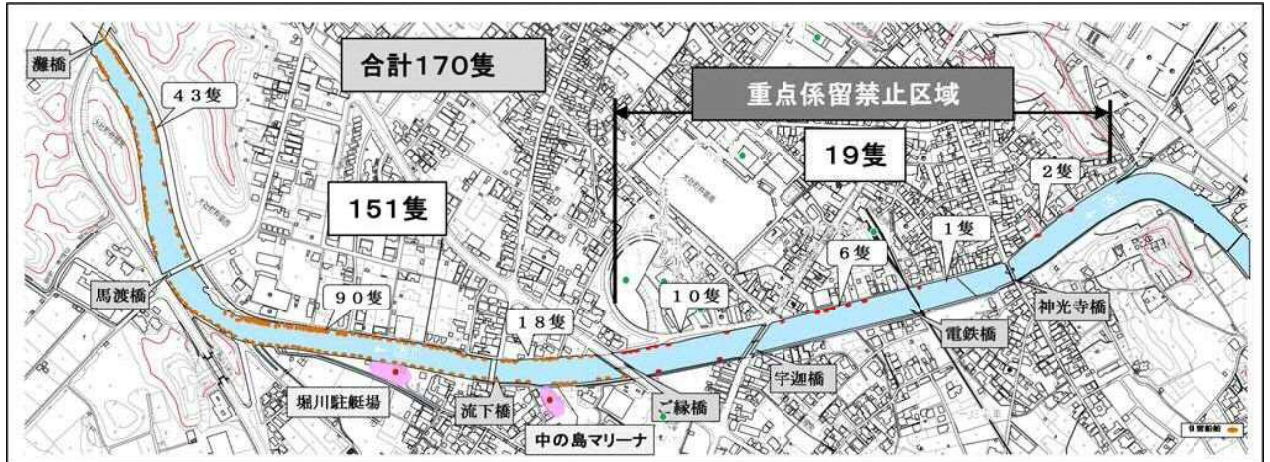 灘橋
合計170隻
重点係留禁止区域
43隻
19隻
2隻
151隻
1隻
6隻
馬渡橋
90隻
10隻
神光寺橋
18隻
電鉄橋
宇迦橋
堀川駐艇場
流下橋
ご縁橋
中の島マリーナ